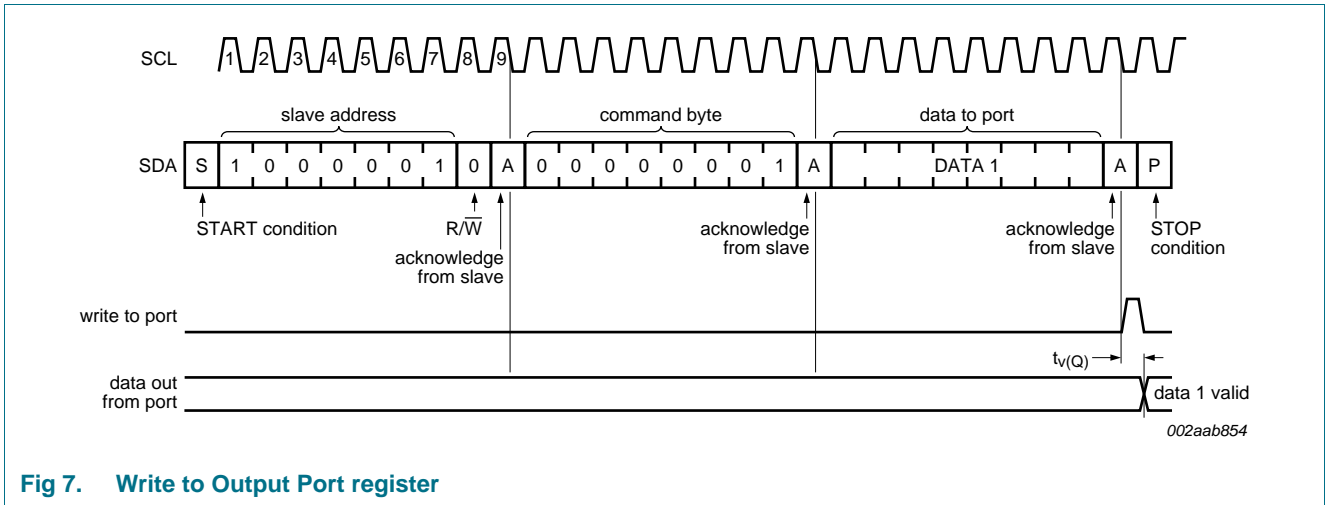 SCL 1 2 3 4 5 6 7 8 9
slave address command byte data to port
SDA S 1 0 0 0 0 0 1 0 A 0 0 0 0 0 0 0 1 A DATA 1 A P
START condition R/W̅ acknowledge from slave acknowledge from slave acknowledge from slave STOP condition
write to port
tv(Q)
data out
from port
data 1 valid
002aab854
Fig 7. Write to Output Port register